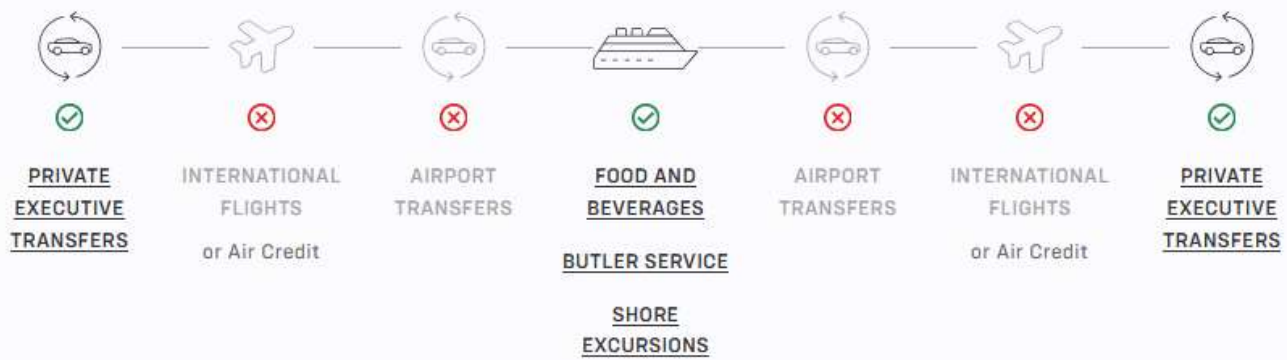 PRIVATE
EXECUTIVE
TRANSFERS
INTERNATIONAL
FLIGHTS
or Air Credit
AIRPORT
TRANSFERS
FOOD AND
BEVERAGES
BUTLER SERVICE
SHORE
EXCURSIONS
AIRPORT
TRANSFERS
INTERNATIONAL
FLIGHTS
or Air Credit
PRIVATE
EXECUTIVE
TRANSFERS